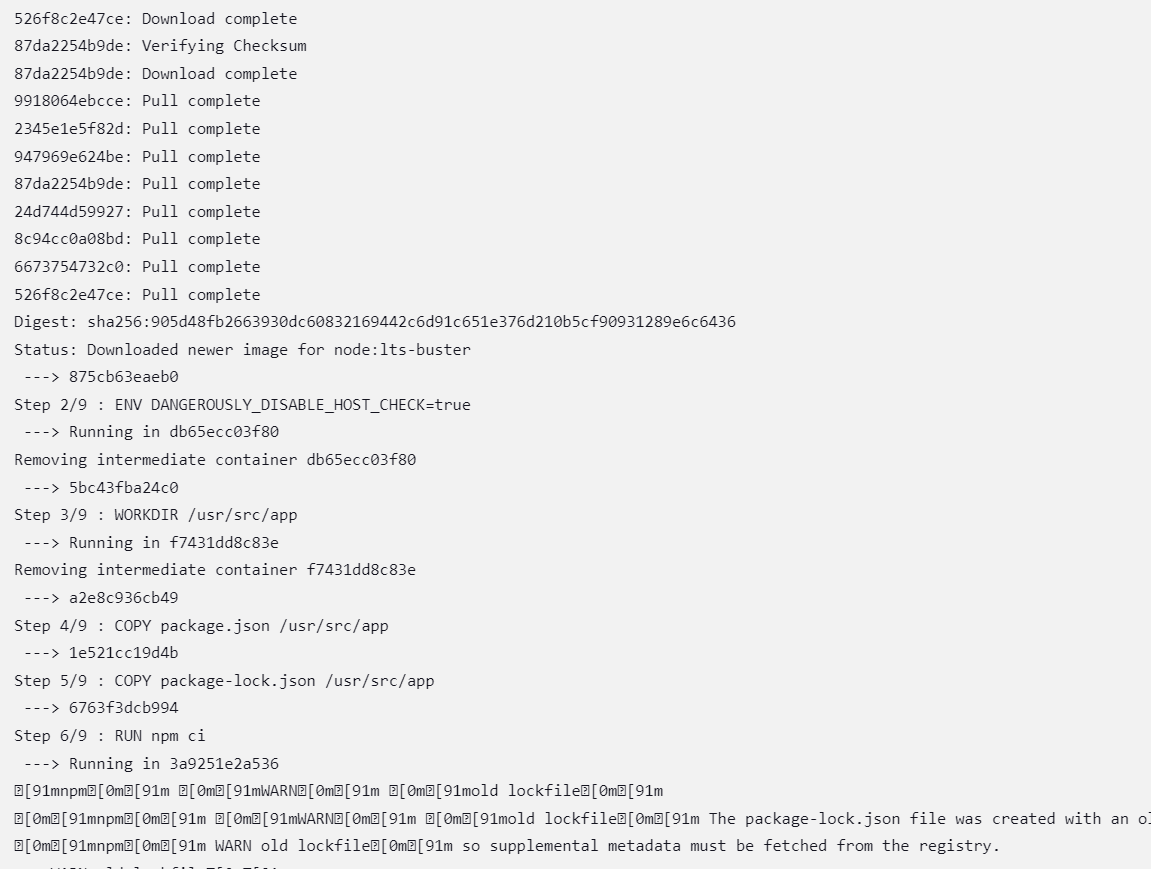 526f8c2e47ce: Download complete
87da2254b9de: Verifying Checksum
87da2254b9de: Download complete
9918064ebcce: Pull complete
2345e1e5f82d: Pull complete
947969e624be: Pull complete
87da2254b9de: Pull complete
24d744d59927: Pull complete
8c94cc0a08bd: Pull complete
6673754732c0: Pull complete
526f8c2e47ce: Pull complete
Digest: sha256:905d48fb2663930dc60832169442c6d91c651e376d210b5cf90931289e6c6436
Status: Downloaded newer image for node:lts-buster
 ---> 875cb63eaeb0
Step 2/9 : ENV DANGEROUSLY_DISABLE_HOST_CHECK=true
 ---> Running in db65ecc03f80
Removing intermediate container db65ecc03f80
 ---> 5bc43fba24c0
Step 3/9 : WORKDIR /usr/src/app
 ---> Running in f7431dd8c83e
Removing intermediate container f7431dd8c83e
 ---> a2e8c936cb49
Step 4/9 : COPY package.json /usr/src/app
 ---> 1e521cc19d4b
Step 5/9 : COPY package-lock.json /usr/src/app
 ---> 6763f3dcb994
Step 6/9 : RUN npm ci
 ---> Running in 3a9251e2a536
[91mnpm[0m[91m [0m[91mWARN[0m[91m [0m[91mold lockfile[0m[91m
[0m[91mnpm[0m[91m [0m[91mWARN[0m[91m [0m[91mold lockfile[0m[91m The package-lock.json file was created with an
[0m[91mnpm[0m[91m WARN old lockfile[0m[91m so supplemental metadata must be fetched from the registry.